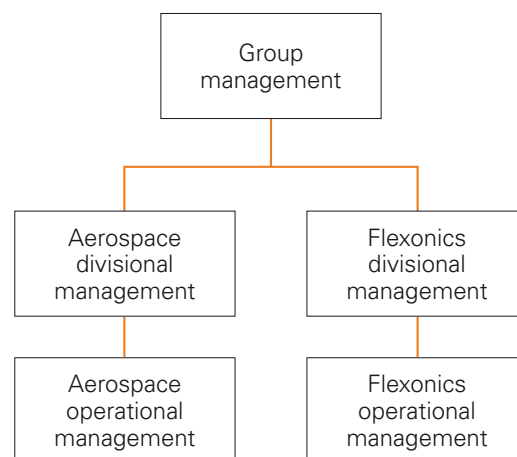 Group
management
Aerospace
divisional
management
Flexonics
divisional
management
Aerospace
operational
management
Flexonics
operational
management